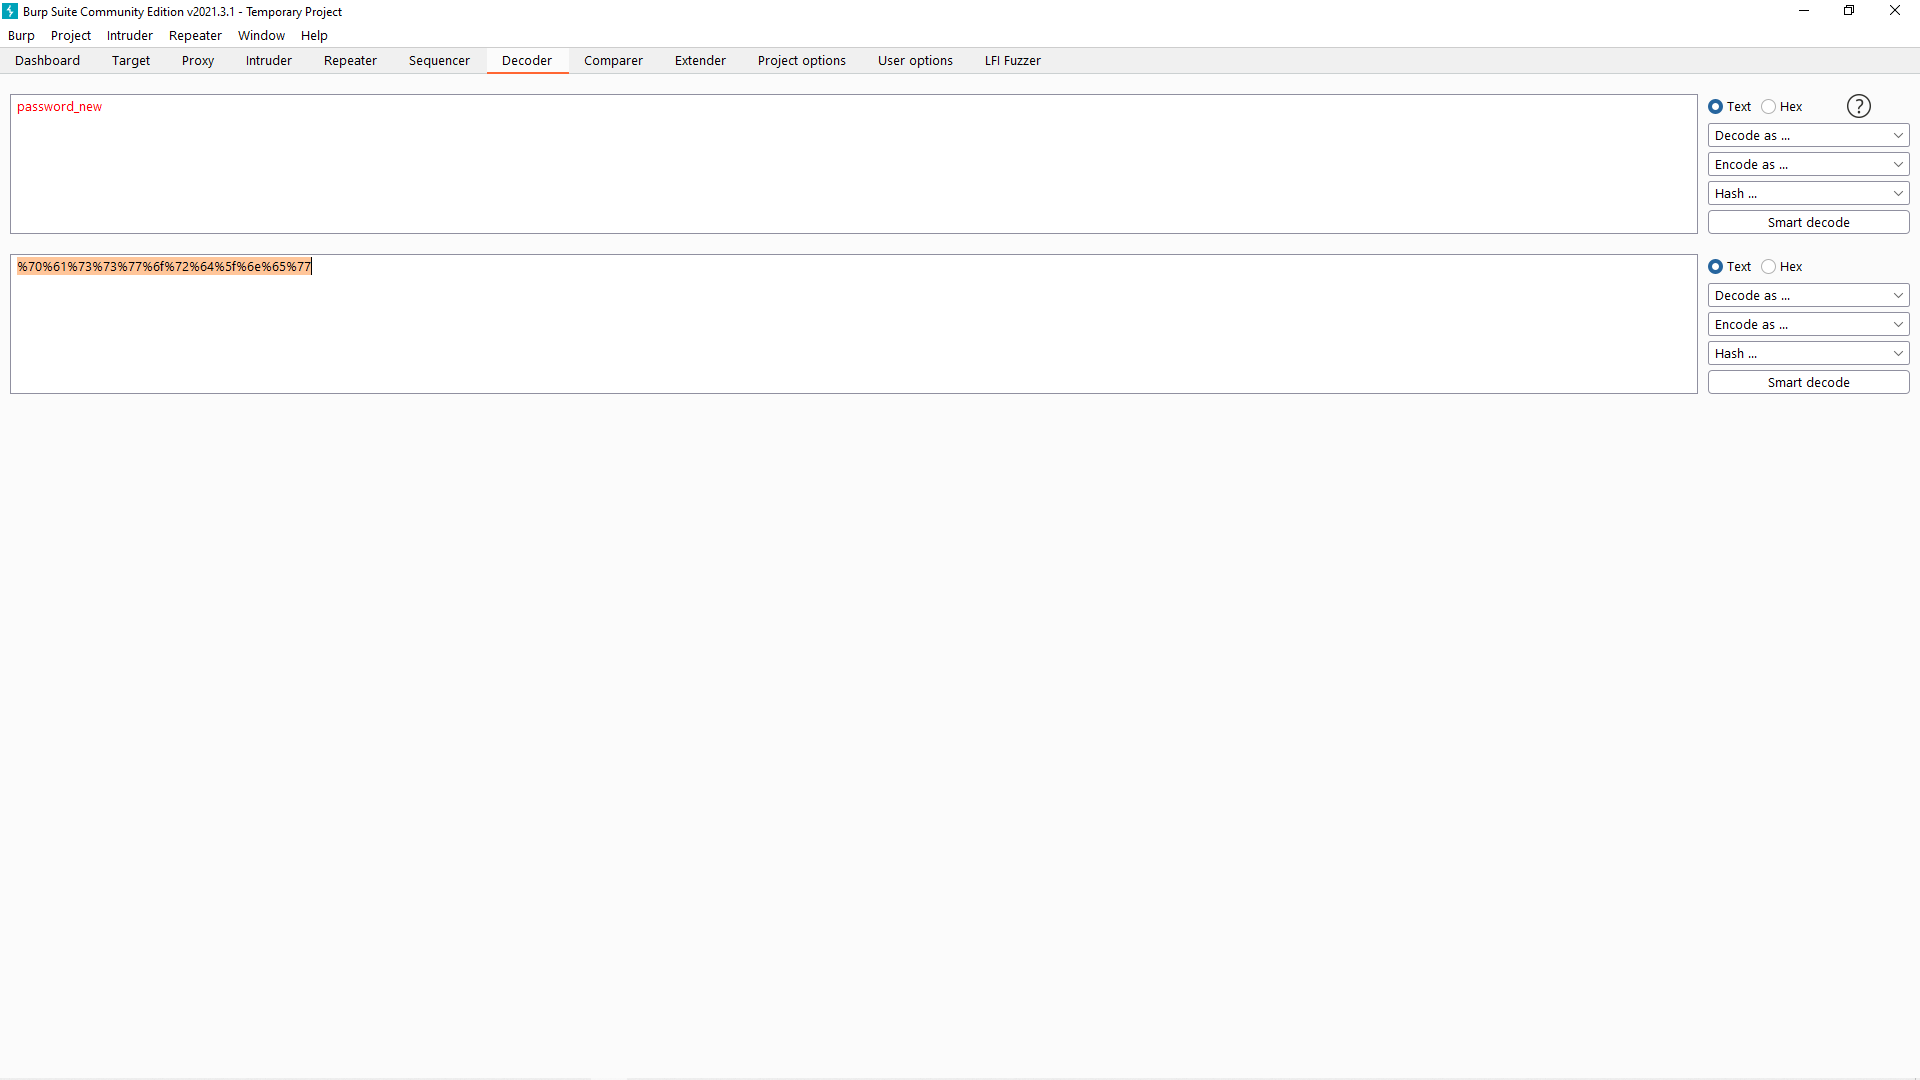 Burp Suite Community Edition v2021.3.1 - Temporary Project
Burp Project Intruder Repeater Window Help
Dashboard Target Proxy Intruder Repeater Sequencer Decoder Comparer Extender Project options User options LFI Fuzzer
password_new
Text Hex ?
Decode as ...
Encode as ...
Hash ...
Smart decode
%70%61%73%73%77%6f%72%64%5f%6e%65%77
Text Hex
Decode as ...
Encode as ...
Hash ...
Smart decode